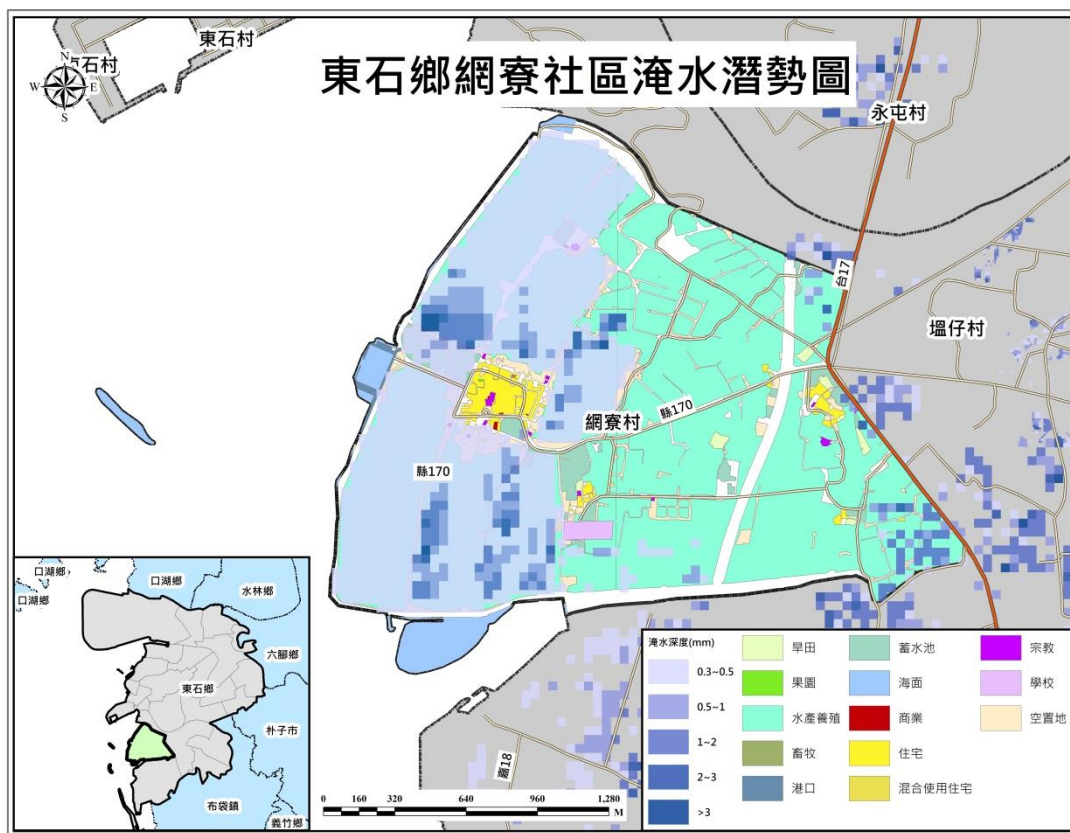 東石鄉網寮社區淹水潛勢圖
東石村
石村
N
W E
S
永屯村
台17
塭仔村
縣170
網寮村
縣170
鄉18
口湖鄉
口湖鄉
口湖鄉
水林鄉
六腳鄉
東石鄉
朴子市
布袋鎮
義竹鄉
0 160 320 640 960 1,280
M
淹水深度(mm)
0.3~0.5
0.5~1
1~2
2~3
>3
旱田
果園
水產養殖
畜牧
港口
蓄水池
海面
商業
住宅
混合使用住宅
宗教
學校
空置地